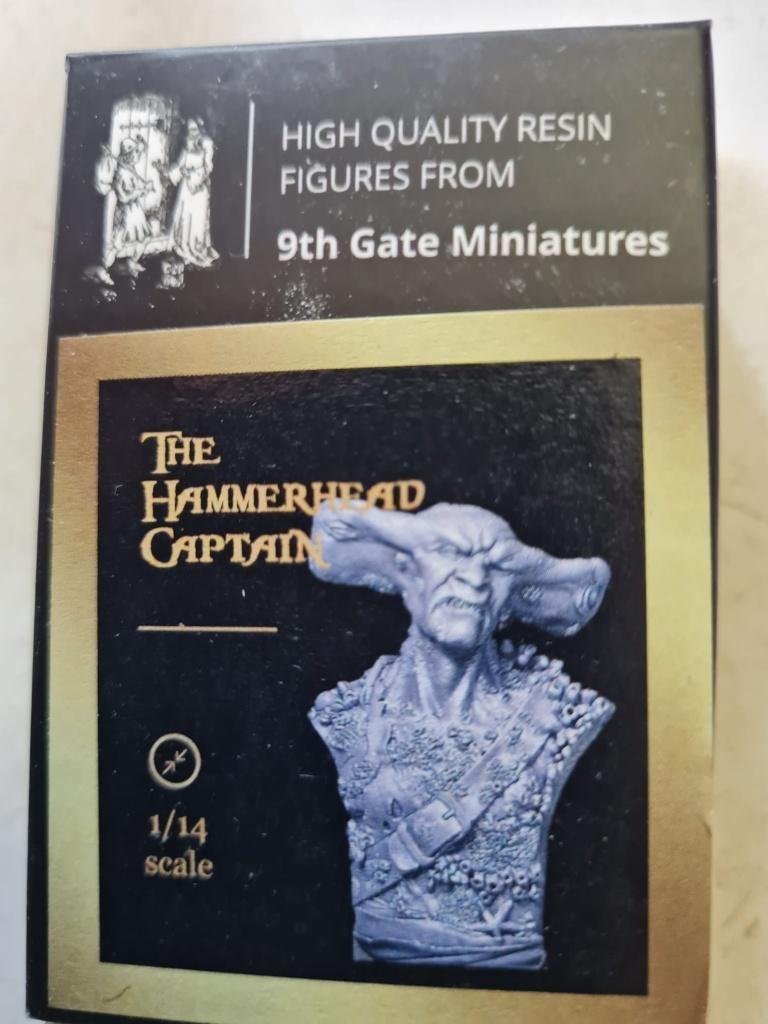 HIGH QUALITY RESIN
FIGURES FROM
9th Gate Miniatures
THE
HAMMERHEAD
CAPTAIN
1/14
scale